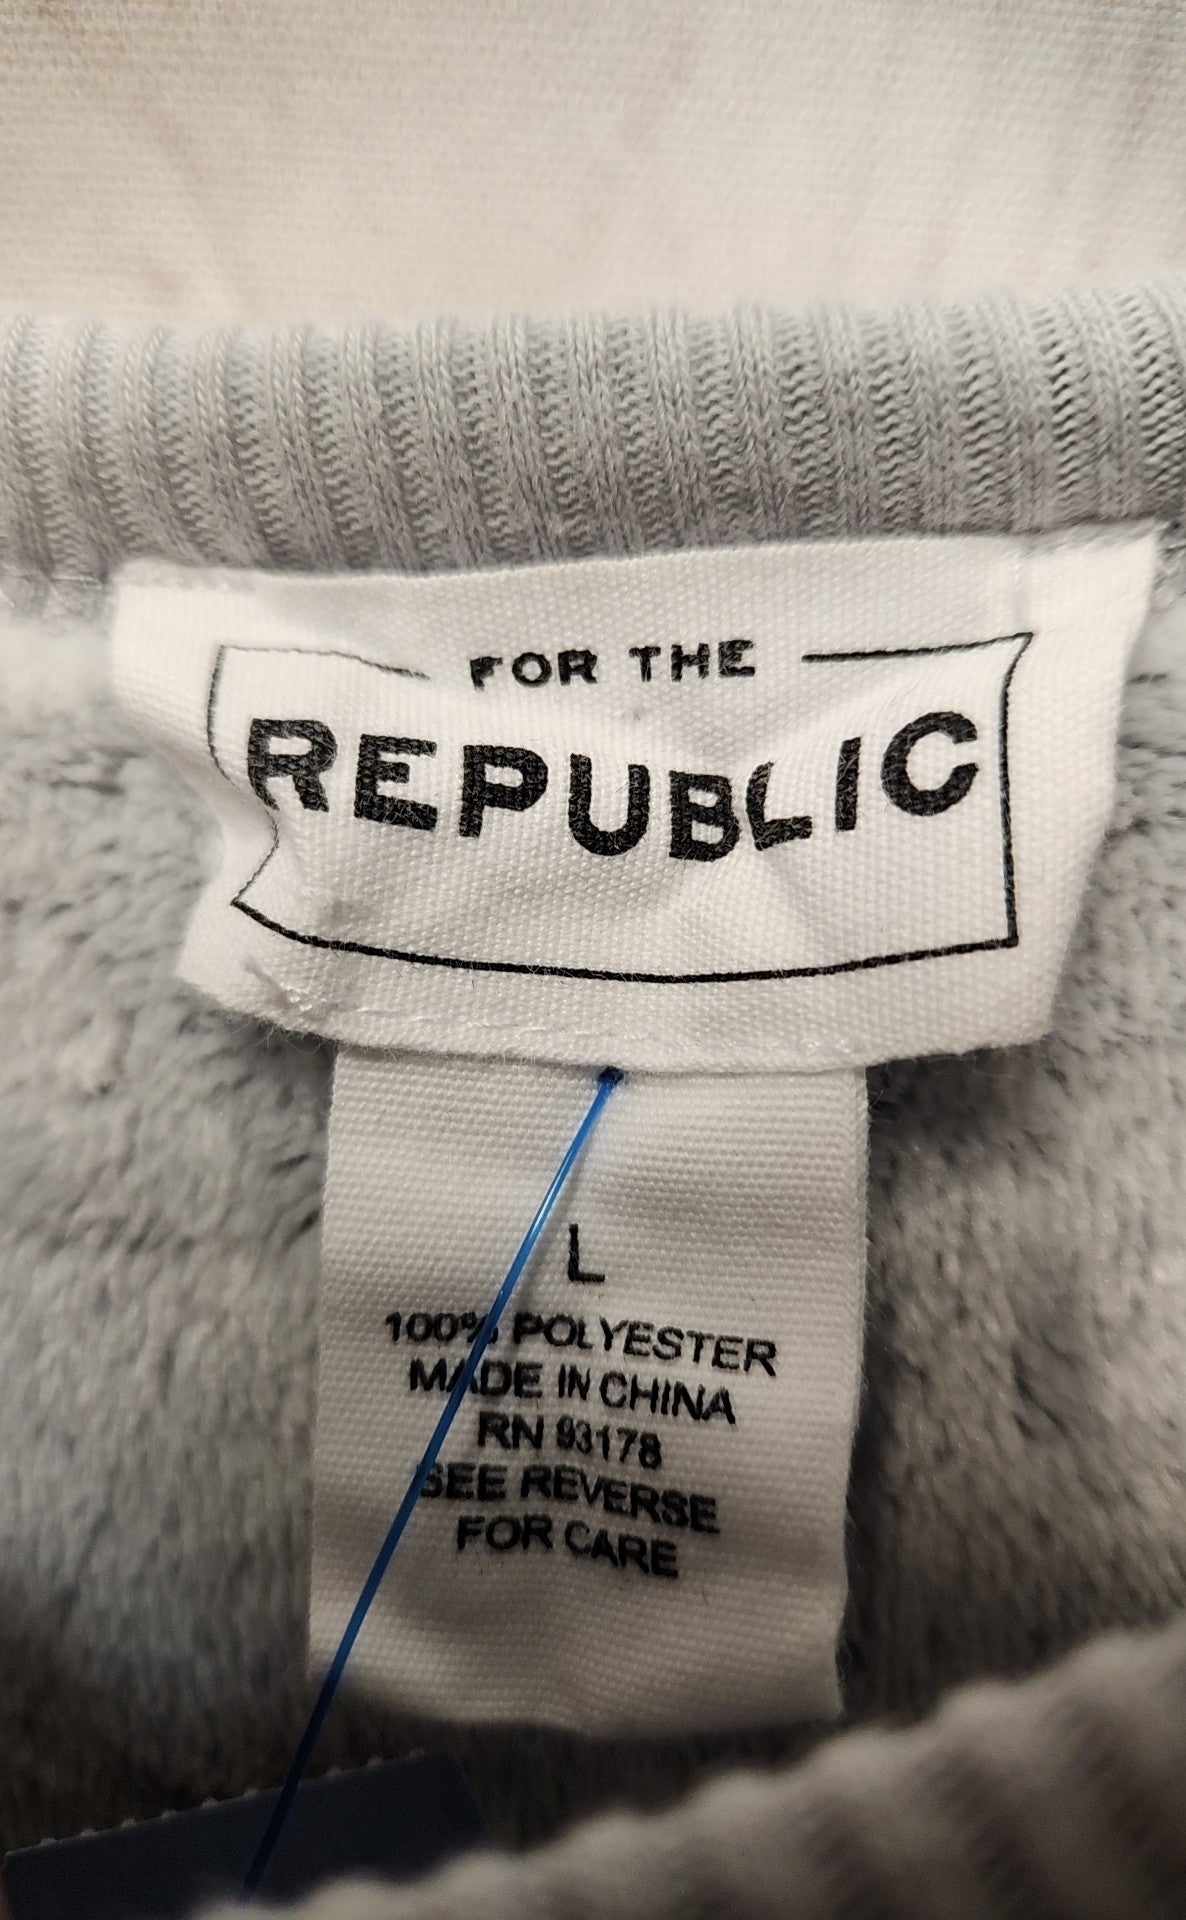 FOR THE
REPUBLIC
L
100% POLYESTER
MADE IN CHINA
RN 93178
SEE REVERSE
FOR CARE